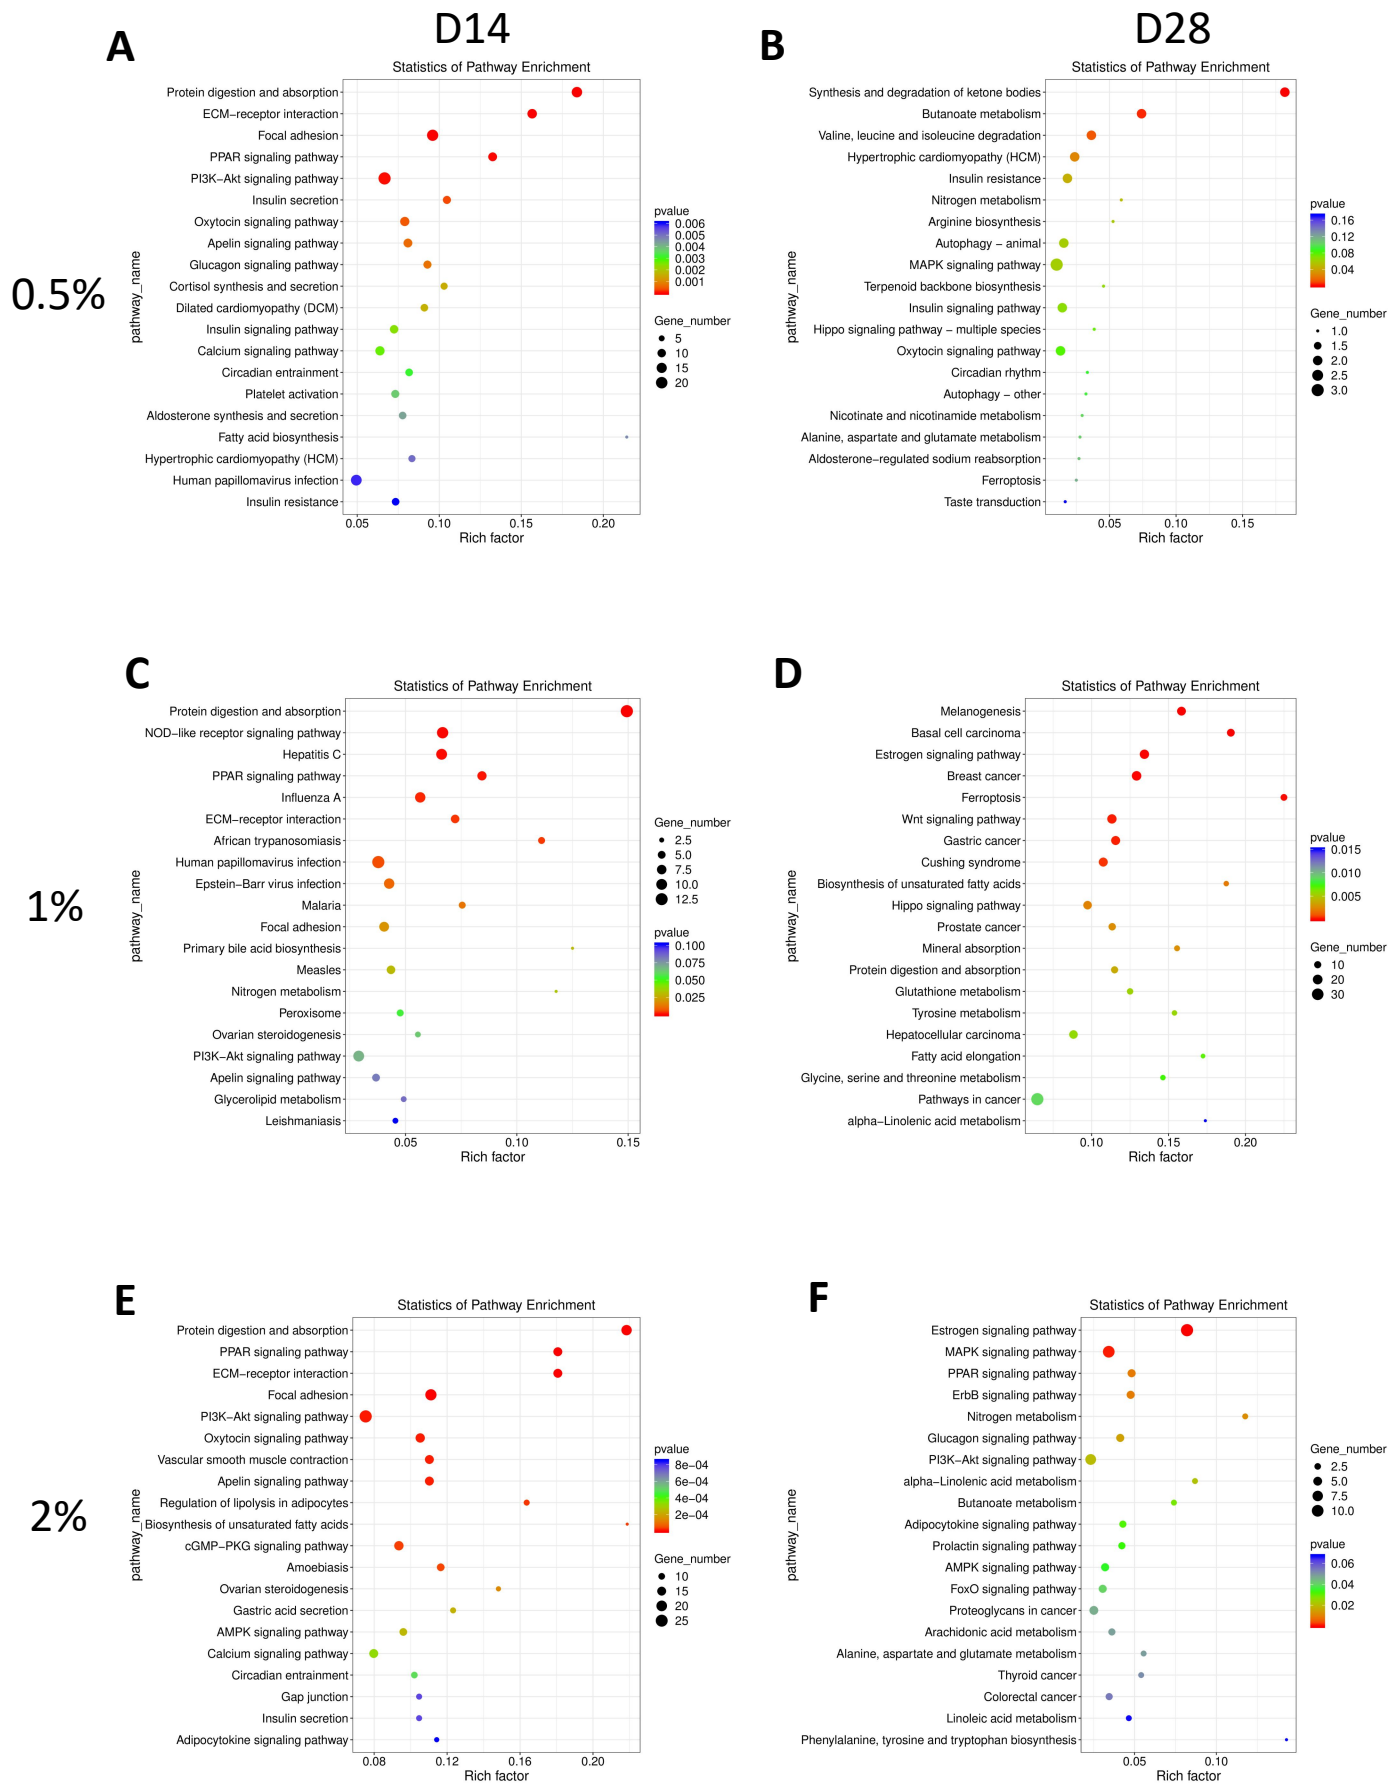 D14
D28
A
Statistics of Pathway Enrichment
Protein digestion and absorption
ECM−receptor interaction
Focal adhesion
PPAR signaling pathway
PI3K−Akt signaling pathway
Insulin secretion
Oxytocin signaling pathway
Apelin signaling pathway
Glucagon signaling pathway
Cortisol synthesis and secretion
Dilated cardiomyopathy (DCM)
Insulin signaling pathway
Calcium signaling pathway
Circadian entrainment
Platelet activation
Aldosterone synthesis and secretion
Fatty acid biosynthesis
Hypertrophic cardiomyopathy (HCM)
Human papillomavirus infection
Insulin resistance
pathway_name
0.05 0.10 0.15 0.20
Rich factor
pvalue
0.006
0.005
0.004
0.003
0.002
0.001
Gene_number
5
10
15
20
B
Statistics of Pathway Enrichment
Synthesis and degradation of ketone bodies
Butanoate metabolism
Valine, leucine and isoleucine degradation
Hypertrophic cardiomyopathy (HCM)
Insulin resistance
Nitrogen metabolism
Arginine biosynthesis
Autophagy − animal
MAPK signaling pathway
Terpenoid backbone biosynthesis
Insulin signaling pathway
Hippo signaling pathway − multiple species
Oxytocin signaling pathway
Circadian rhythm
Autophagy − other
Nicotinate and nicotinamide metabolism
Alanine, aspartate and glutamate metabolism
Aldosterone−regulated sodium reabsorption
Ferroptosis
Taste transduction
pathway_name
0.05 0.10 0.15
Rich factor
pvalue
0.16
0.12
0.08
0.04
Gene_number
1.0
1.5
2.0
2.5
3.0
0.5%
C
Statistics of Pathway Enrichment
Protein digestion and absorption
NOD−like receptor signaling pathway
Hepatitis C
PPAR signaling pathway
Influenza A
ECM−receptor interaction
African trypanosomiasis
Human papillomavirus infection
Epstein−Barr virus infection
Malaria
Focal adhesion
Primary bile acid biosynthesis
Measles
Nitrogen metabolism
Peroxisome
Ovarian steroidogenesis
PI3K−Akt signaling pathway
Apelin signaling pathway
Glycerolipid metabolism
Leishmaniasis
pathway_name
0.05 0.10 0.15
Rich factor
Gene_number
2.5
5.0
7.5
10.0
12.5
pvalue
0.100
0.075
0.050
0.025
D
Statistics of Pathway Enrichment
Melanogenesis
Basal cell carcinoma
Estrogen signaling pathway
Breast cancer
Ferroptosis
Wnt signaling pathway
Gastric cancer
Cushing syndrome
Biosynthesis of unsaturated fatty acids
Hippo signaling pathway
Prostate cancer
Mineral absorption
Protein digestion and absorption
Glutathione metabolism
Tyrosine metabolism
Hepatocellular carcinoma
Fatty acid elongation
Glycine, serine and threonine metabolism
Pathways in cancer
alpha−Linolenic acid metabolism
pathway_name
0.10 0.15 0.20
Rich factor
pvalue
0.015
0.010
0.005
Gene_number
10
20
30
1%
E
Statistics of Pathway Enrichment
Protein digestion and absorption
PPAR signaling pathway
ECM−receptor interaction
Focal adhesion
PI3K−Akt signaling pathway
Oxytocin signaling pathway
Vascular smooth muscle contraction
Apelin signaling pathway
Regulation of lipolysis in adipocytes
Biosynthesis of unsaturated fatty acids
cGMP−PKG signaling pathway
Amoebiasis
Ovarian steroidogenesis
Gastric acid secretion
AMPK signaling pathway
Calcium signaling pathway
Circadian entrainment
Gap junction
Insulin secretion
Adipocytokine signaling pathway
pathway_name
0.08 0.12 0.16 0.20
Rich factor
pvalue
8e−04
6e−04
4e−04
2e−04
Gene_number
10
15
20
25
F
Statistics of Pathway Enrichment
Estrogen signaling pathway
MAPK signaling pathway
PPAR signaling pathway
ErbB signaling pathway
Nitrogen metabolism
Glucagon signaling pathway
PI3K−Akt signaling pathway
alpha−Linolenic acid metabolism
Butanoate metabolism
Adipocytokine signaling pathway
Prolactin signaling pathway
AMPK signaling pathway
FoxO signaling pathway
Proteoglycans in cancer
Arachidonic acid metabolism
Alanine, aspartate and glutamate metabolism
Thyroid cancer
Colorectal cancer
Linoleic acid metabolism
Phenylalanine, tyrosine and tryptophan biosynthesis
pathway_name
0.05 0.10
Rich factor
Gene_number
2.5
5.0
7.5
10.0
pvalue
0.06
0.04
0.02
2%